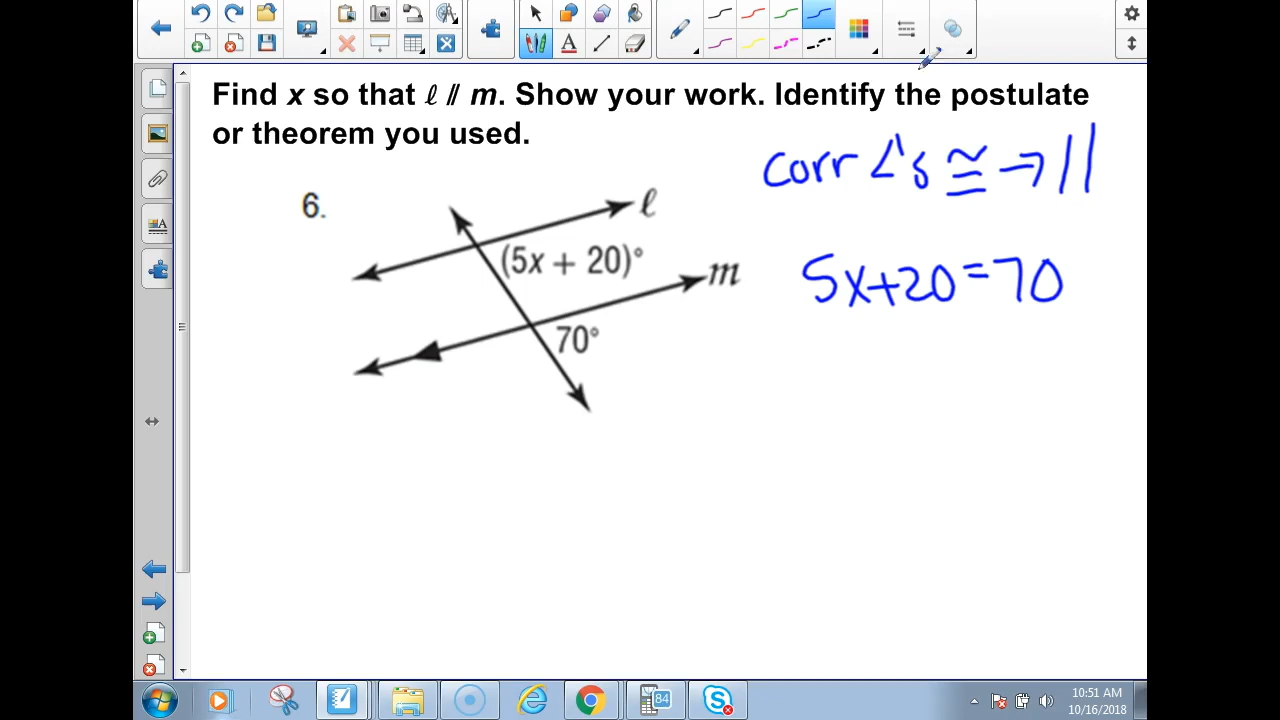 Find x so that ℓ ∥ m. Show your work. Identify the postulate
or theorem you used.
corr ∠'s ≅ → ||
6.
ℓ
(5x + 20)°
m
5x+20=70
70°
84
10:51 AM
10/16/2018